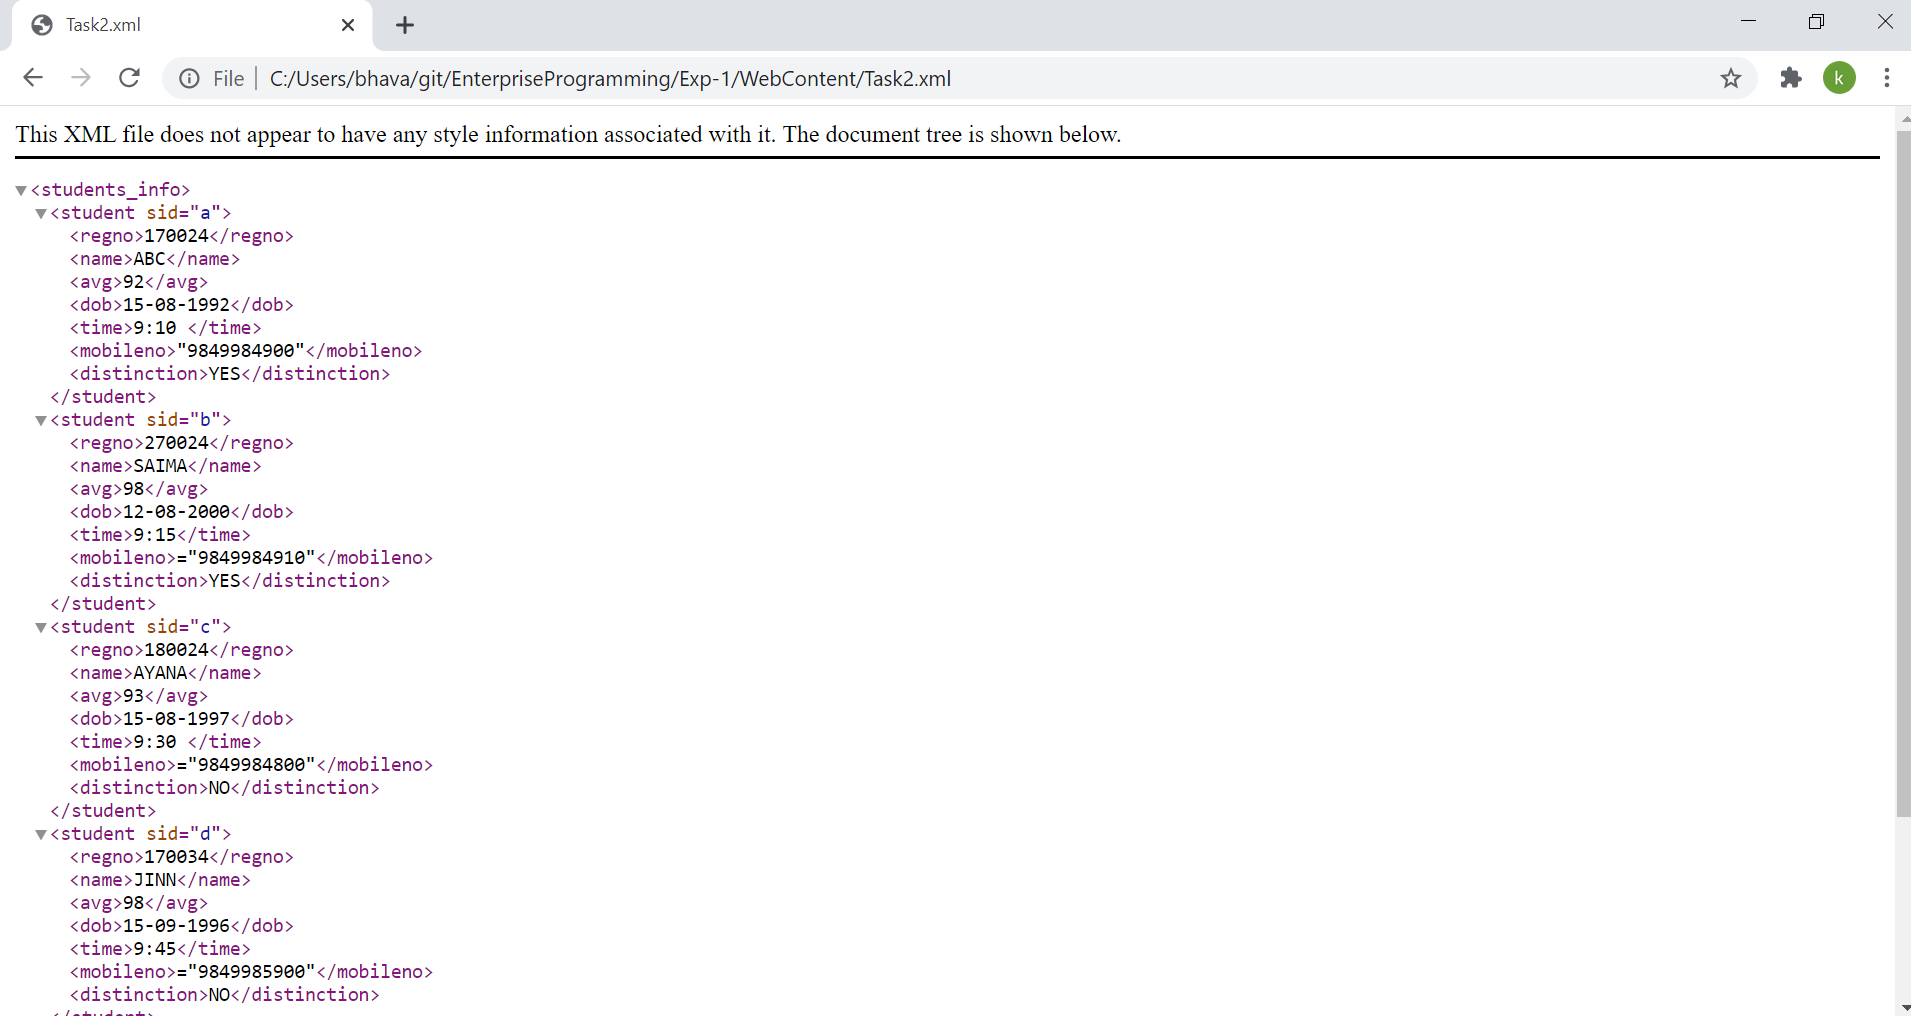 Task2.xml
File
C:/Users/bhava/git/EnterpriseProgramming/Exp-1/WebContent/Task2.xml
k
This XML file does not appear to have any style information associated with it. The document tree is shown below.
<students_info>
<student sid="a">
<regno>170024</regno>
<name>ABC</name>
<avg>92</avg>
<dob>15-08-1992</dob>
<time>9:10 </time>
<mobileno>"9849984900"</mobileno>
<distinction>YES</distinction>
</student>
<student sid="b">
<regno>270024</regno>
<name>SAIMA</name>
<avg>98</avg>
<dob>12-08-2000</dob>
<time>9:15</time>
<mobileno>="9849984910"</mobileno>
<distinction>YES</distinction>
</student>
<student sid="c">
<regno>180024</regno>
<name>AYANA</name>
<avg>93</avg>
<dob>15-08-1997</dob>
<time>9:30 </time>
<mobileno>="9849984800"</mobileno>
<distinction>NO</distinction>
</student>
<student sid="d">
<regno>170034</regno>
<name>JINN</name>
<avg>98</avg>
<dob>15-09-1996</dob>
<time>9:45</time>
<mobileno>="9849985900"</mobileno>
<distinction>NO</distinction>
</student>